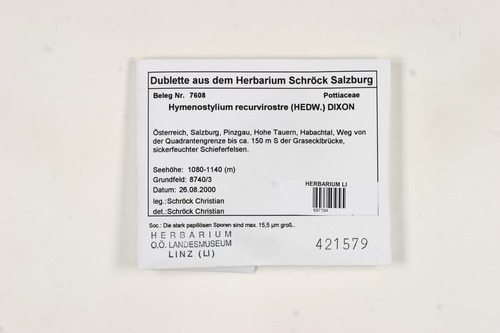 Dublette aus dem Herbarium Schröck Salzburg
Beleg Nr. 7608 Pottiaceae
Hymenostylium recurvirostre (HEDW.) DIXON
Österreich, Salzburg, Pinzgau, Hohe Tauern, Habachtal, Weg von
der Quadrantengrenze bis ca. 150 m S der Grasecklbrücke,
sickerfeuchter Schieferfelsen.
Seehöhe: 1080-1140 (m)
Grundfeld: 8740/3
Datum: 26.08.2000
leg.:Schröck Christian
det.:Schröck Christian
HERBARIUM LI
Soc.: Die stark papillösen Sporen sind max. 15,5 µm groß..
HERBARIUM
O.Ö. LANDESMUSEUM
LINZ (LI)
421579